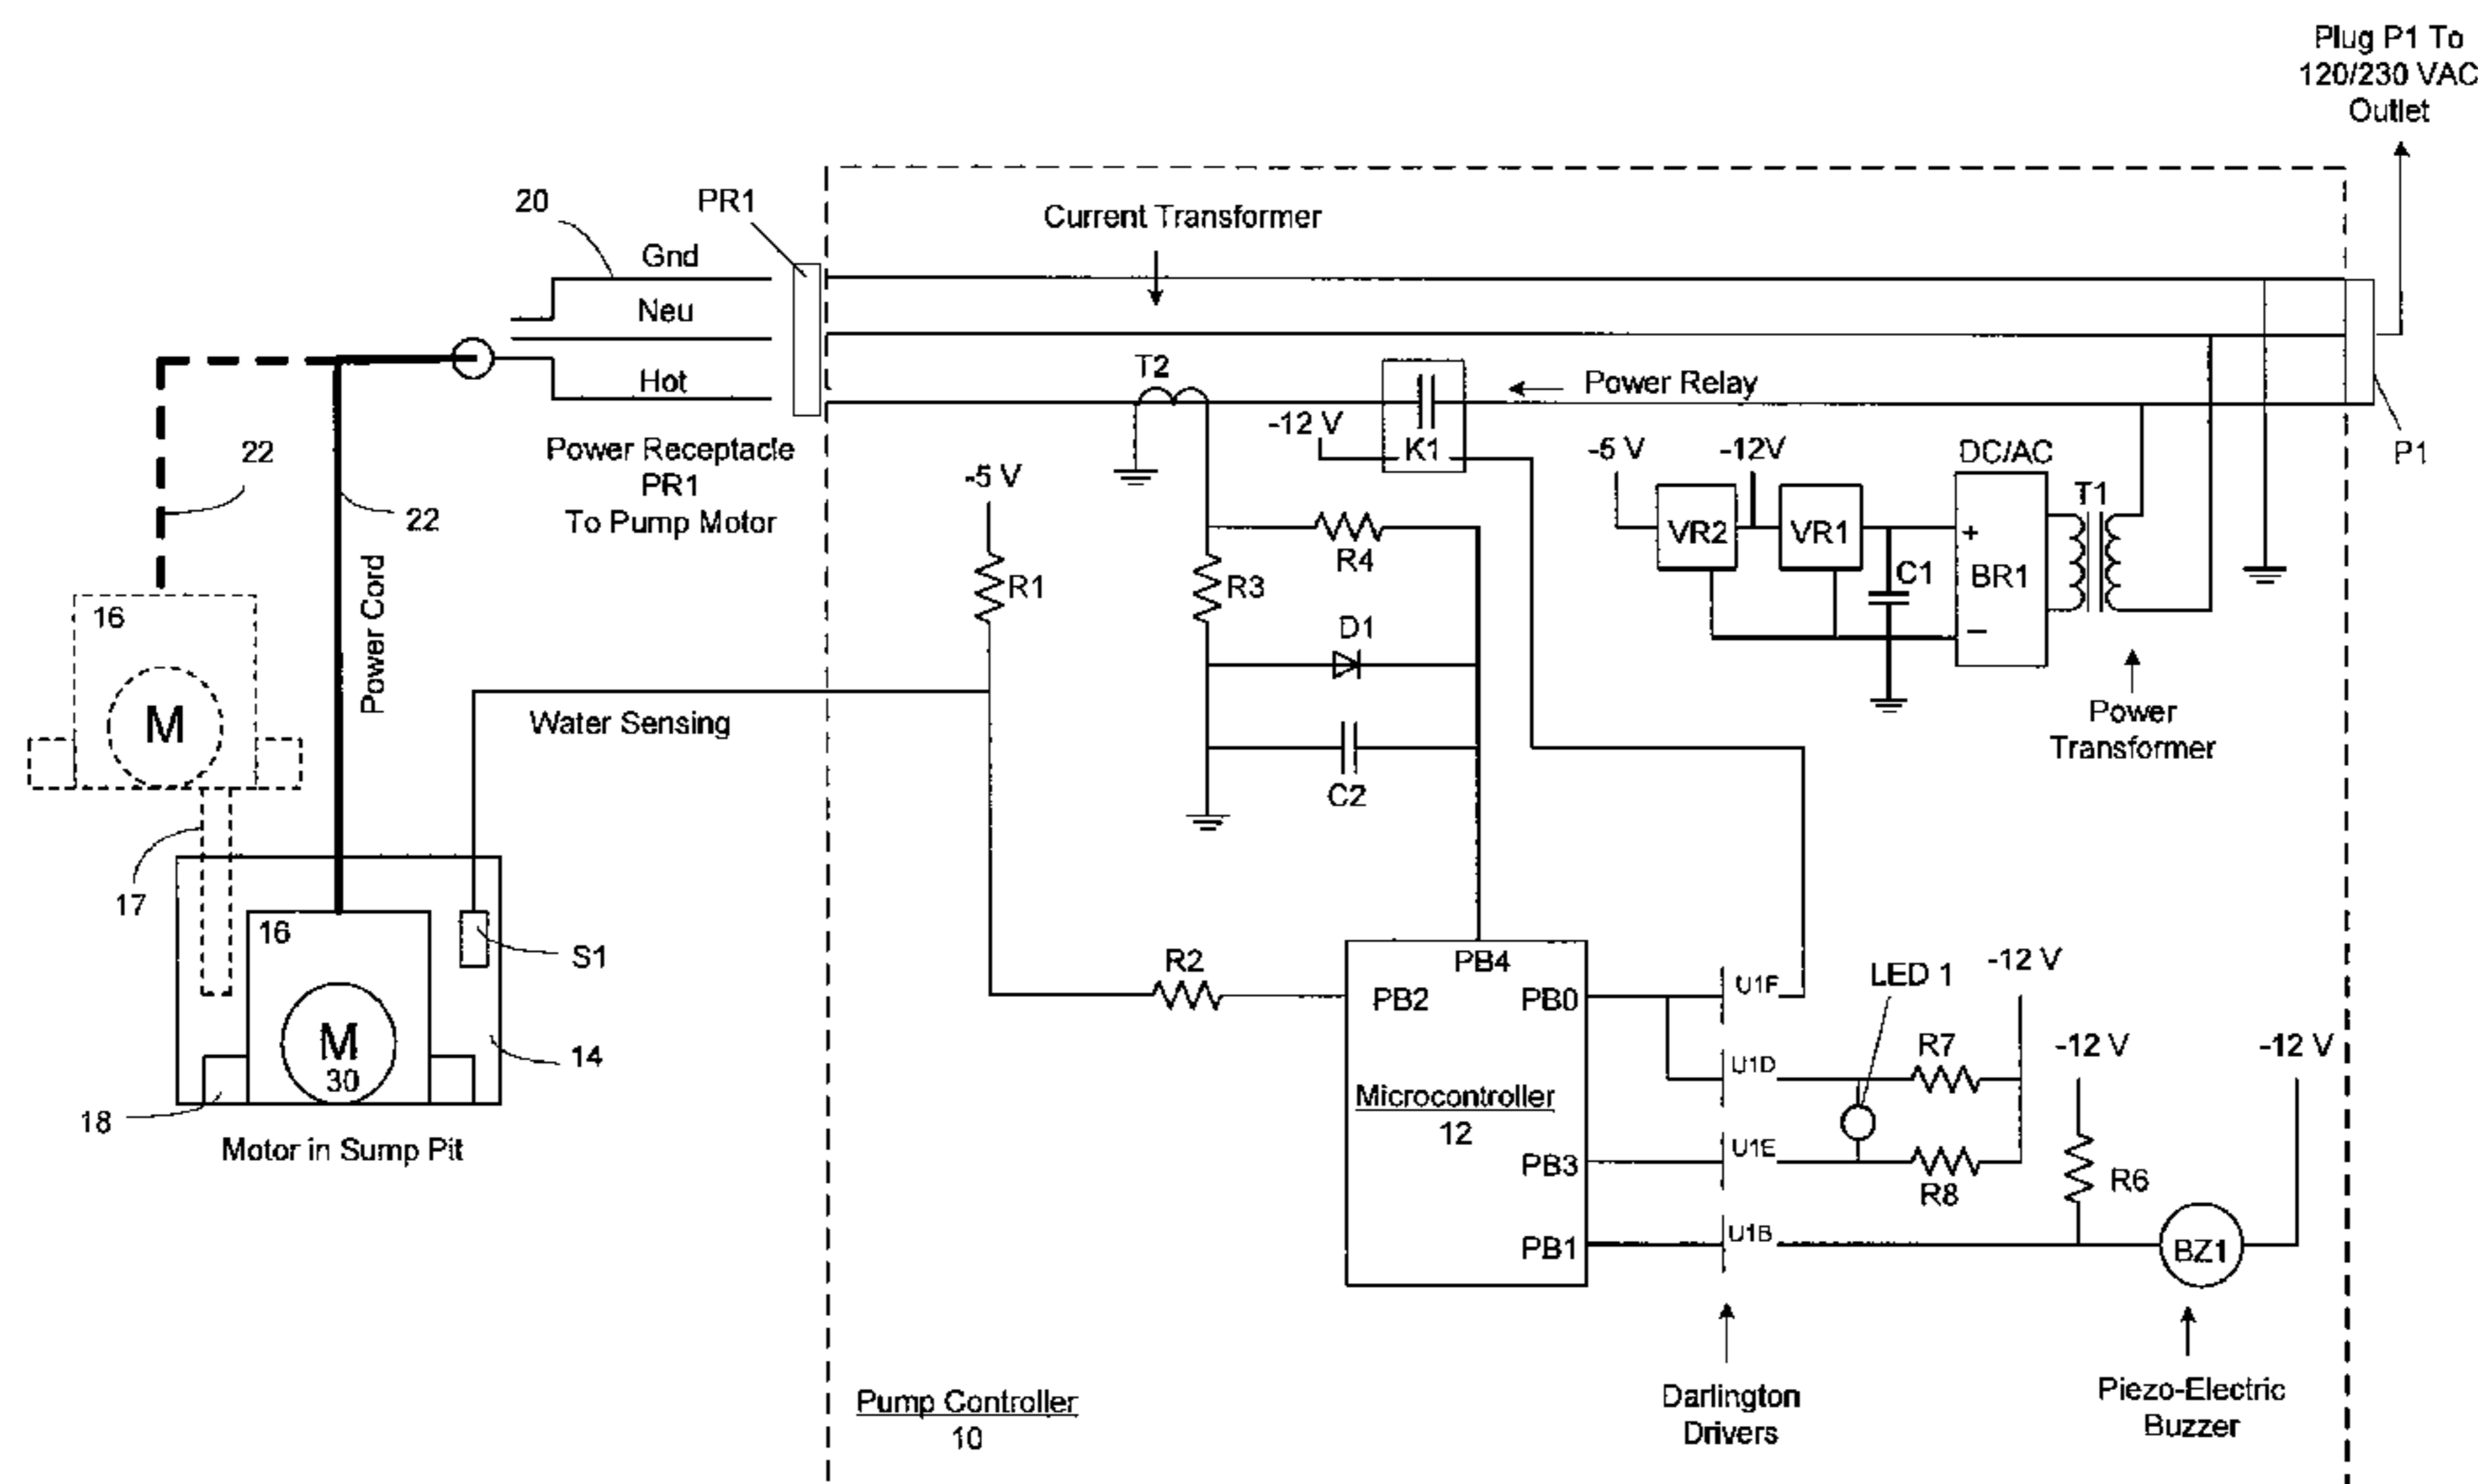 Plug P1 To
120/230 VAC
Outlet
20
PR1
Current Transformer
Gnd
Neu
Hot
T2
Power Relay
-12 V
K1
-5 V
-12V
DC/AC
P1
Power Receptacle
PR1
To Pump Motor
22
22
-5 V
T1
VR2
VR1
+
BR1
−
C1
R4
R1
R3
D1
16
Power Cord
M
Water Sensing
Power
Transformer
C2
17
16
S1
R2
PB4
PB2
PB0
U1F
LED 1
-12 V
M
30
14
U1D
R7
-12 V
-12 V
Microcontroller
12
18
Motor in Sump Pit
PB3
U1E
R8
R6
PB1
U1B
BZ1
Pump Controller
10
Darlington
Drivers
Piezo-Electric
Buzzer